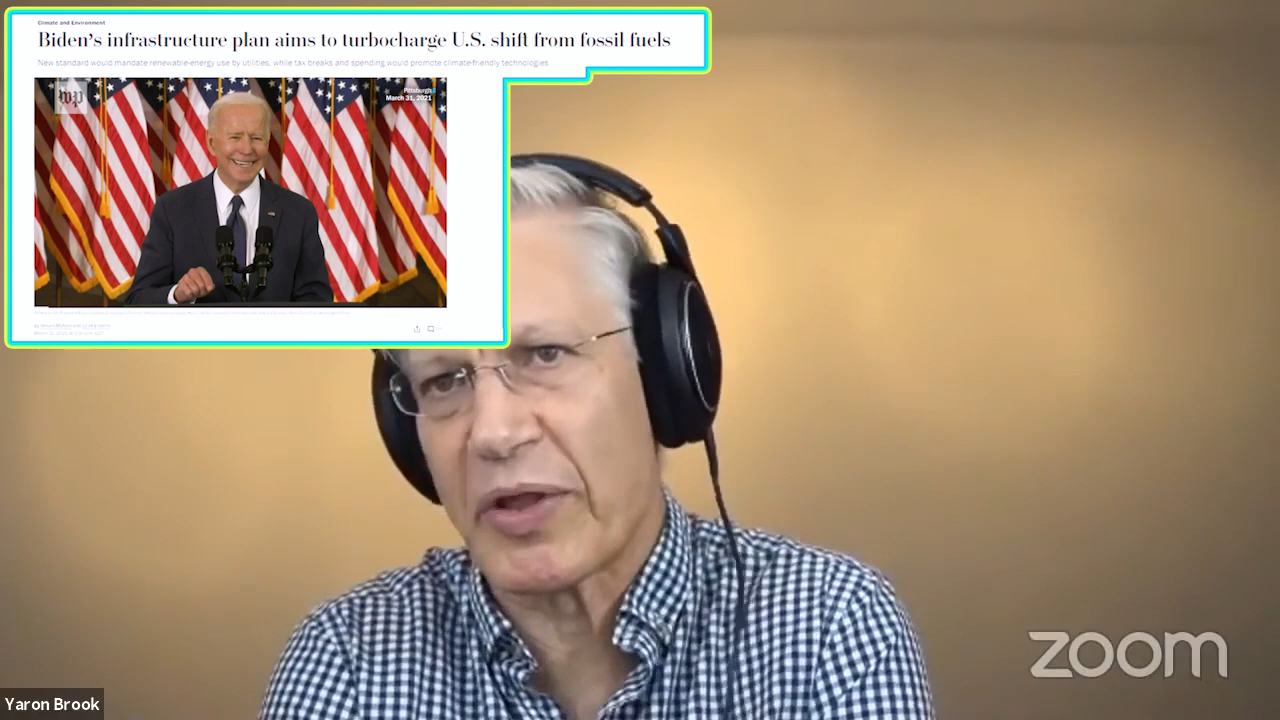 Climate and Environment
Biden's infrastructure plan aims to turbocharge U.S. shift from fossil fuels
New standard would mandate renewable-energy use by utilities, while tax breaks and spending would promote climate-friendly technologies
wp
Pittsburgh
March 31, 2021
zoom
Yaron Brook